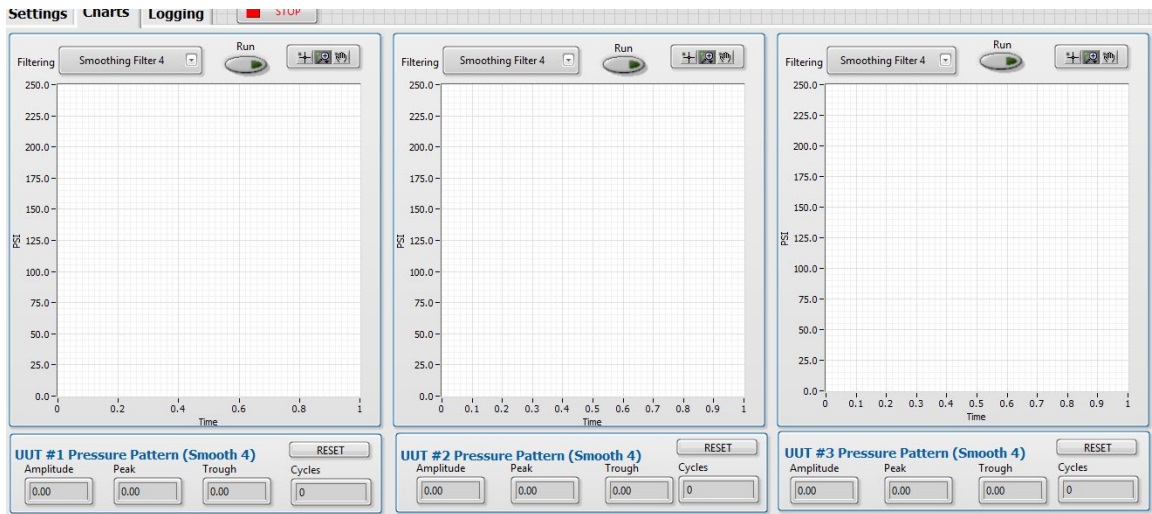 Settings Charts Logging STOP
Filtering Smoothing Filter 4 Run
250.0
225.0
200.0
175.0
150.0
PSI
125.0
100.0
75.0
50.0
25.0
0.0
0 0.2 0.4 0.6 0.8 1
Time
UUT #1 Pressure Pattern (Smooth 4) RESET
Amplitude Peak Trough Cycles
0.00 0.00 0.00 0
Filtering Smoothing Filter 4 Run
250.0
225.0
200.0
175.0
150.0
PSI
125.0
100.0
75.0
50.0
25.0
0.0
0 0.1 0.2 0.3 0.4 0.5 0.6 0.7 0.8 0.9 1
Time
UUT #2 Pressure Pattern (Smooth 4) RESET
Amplitude Peak Trough Cycles
0.00 0.00 0.00 0
Filtering Smoothing Filter 4 Run
250.0
225.0
200.0
175.0
150.0
PSI
125.0
100.0
75.0
50.0
25.0
0.0
0 0.1 0.2 0.3 0.4 0.5 0.6 0.7 0.8 0.9 1
Time
UUT #3 Pressure Pattern (Smooth 4) RESET
Amplitude Peak Trough Cycles
0.00 0.00 0.00 0